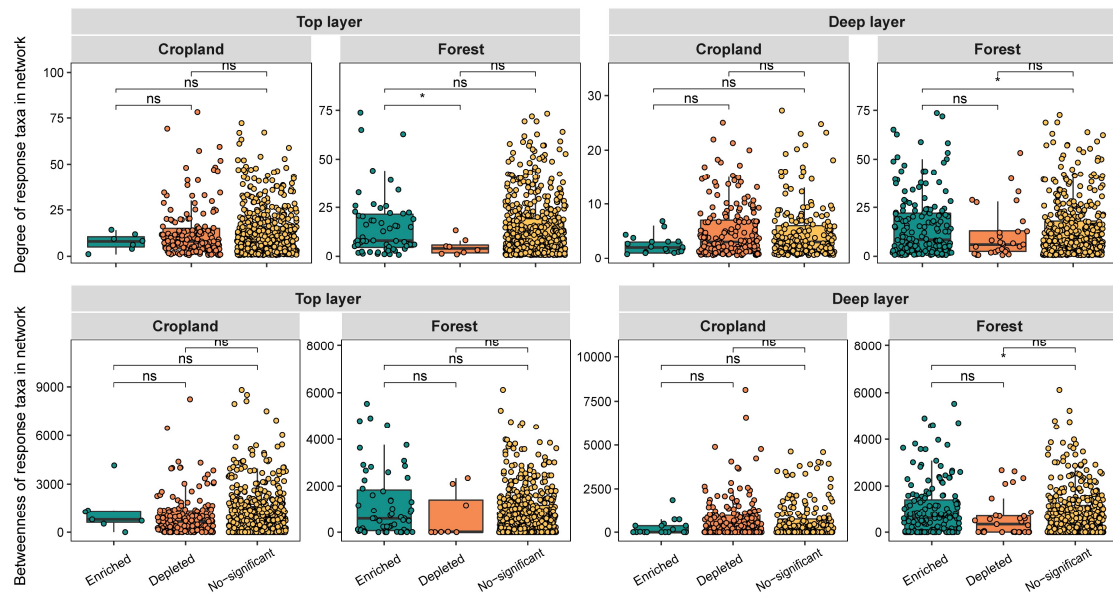 Top layer
Deep layer
Cropland
Forest
Cropland
Forest
Degree of response taxa in network
100
75
50
25
0
ns
ns
ns
75
50
25
0
ns
ns
*
30
20
10
0
ns
ns
ns
75
50
25
0
ns
*
ns
Top layer
Deep layer
Cropland
Forest
Cropland
Forest
Betweenness of response taxa in network
9000
6000
3000
0
ns
ns
ns
8000
6000
4000
2000
0
ns
ns
ns
10000
7500
5000
2500
0
ns
ns
ns
8000
6000
4000
2000
0
ns
*
ns
Enriched
Depleted
No-significant
Enriched
Depleted
No-significant
Enriched
Depleted
No-significant
Enriched
Depleted
No-significant